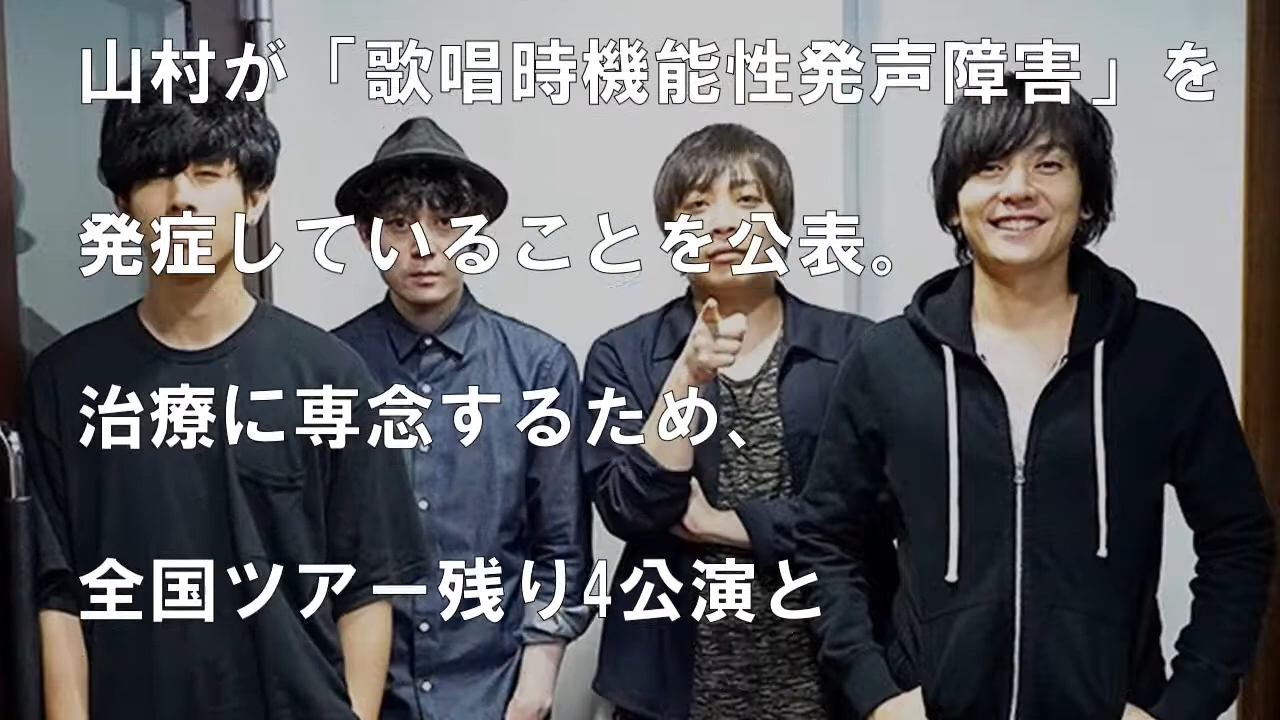 山村が「歌唱時機能性発声障害」を
発症していることを公表。
治療に専念するため、
全国ツアー残り4公演と